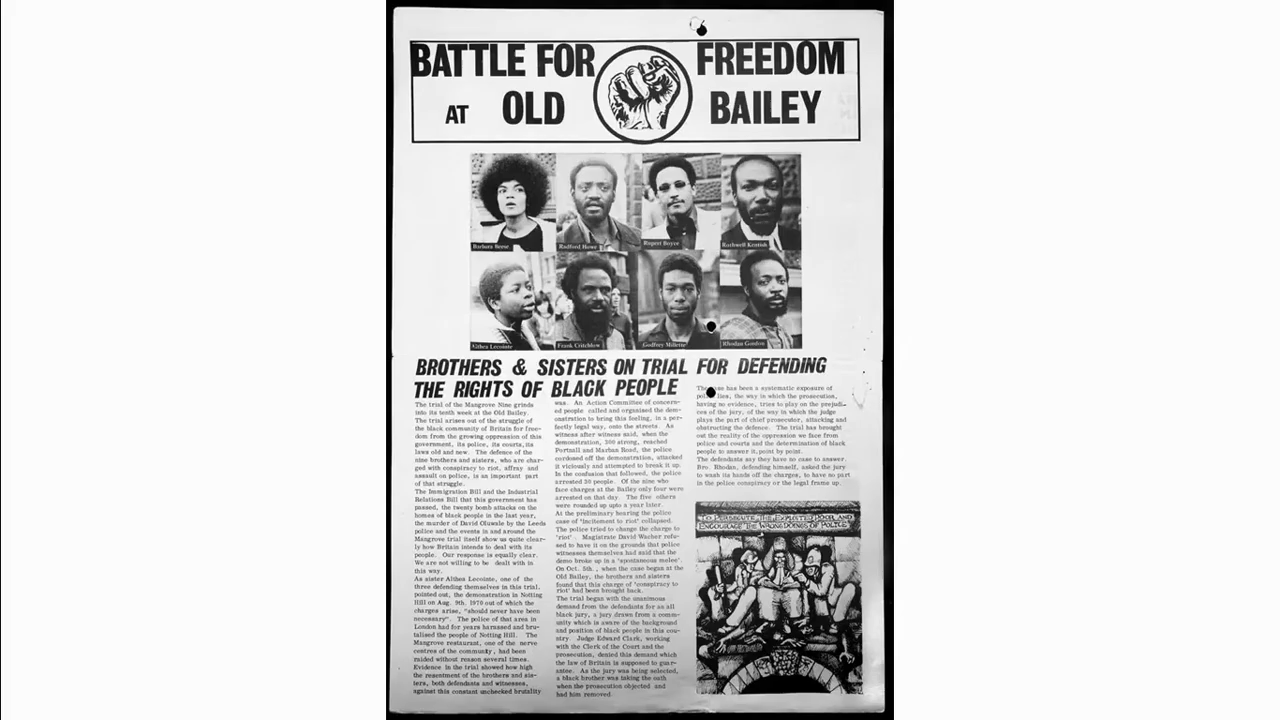 BATTLE FOR FREEDOM
AT OLD BAILEY
Barbara Beese
Radford Howe
Rupert Boyce
Rothwell Kentish
Althea Lecointe
Frank Critchlow
Godfrey Millette
Rhodan Gordon
BROTHERS & SISTERS ON TRIAL FOR DEFENDING
THE RIGHTS OF BLACK PEOPLE
The trial of the Mangrove Nine grinds
into its tenth week at the Old Bailey.
The trial arises out of the struggle of
the black community of Britain for free-
dom from the growing oppression of this
government, its police, its courts, its
laws old and new. The defence of the
nine brothers and sisters, who are char-
ged with conspiracy to riot, affray and
assault on police, is an important part
of that struggle.
The Immigration Bill and the Industrial
Relations Bill that this government has
passed, the twenty bomb attacks on the
homes of black people in the last year,
the murder of David Oluwale by the Leeds
police and the events in and around the
Mangrove trial itself show us quite clear-
ly how Britain intends to deal with its
people. Our response is equally clear.
We are not willing to be dealt with in
this way.
As sister Althea Lecointe, one of the
three defending themselves in this trial,
pointed out, the demonstration in Notting
Hill on Aug. 9th. 1970 out of which the
charges arise, "should never have been
necessary". The police of that area in
London had for years harassed and bru-
talised the people of Notting Hill. The
Mangrove restaurant, one of the nerve
centres of the community, had been
raided without reason several times.
Evidence in the trial showed how high
the resentment of the brothers and sis-
ters, both defendants and witnesses,
against this constant unchecked brutality
was. An Action Committee of concern-
ed people called and organised the demo-
nstration to bring this feeling, in a per-
fectly legal way, onto the streets. As
witness after witness said, when the
demonstration, 200 strong, reached
Portnall and Marban Road, the police
cordoned off the demonstration, attacked
it viciously and attempted to break it up.
In the confusion that followed, the police
arrested 20 people. Of the nine who
face charges at the Bailey only four were
arrested on that day. The five others
were rounded up upto a year later.
At the preliminary hearing the police
case of 'incitement to riot' collapsed.
The police tried to change the charge to
'riot'. Magistrate David Wacher refu-
sed to have it on the grounds that police
witnesses themselves had said that the
demo broke up in a 'spontaneous melee'.
On Oct. 5th., when the case began at the
Old Bailey, the brothers and sisters
found that this charge of 'conspiracy to
riot' had been brought back.
The trial began with the unanimous
demand from the defendants for an all
black jury, a jury drawn from a comm-
unity which is aware of the background
and position of black people in this cou-
ntry. Judge Edward Clark, working
with the Clerk of the Court and the
prosecution, denied this demand which
the law of Britain is supposed to guar-
antee. As the jury was being selected,
a black brother was taking the oath
when the prosecution objected and
had him removed.
The case has been a systematic exposure of
lies, the way in which the prosecution,
having no evidence, tries to play on the prejudi-
ces of the jury, of the way in which the judge
plays the part of chief prosecutor, attacking and
obstructing the defence. The trial has brought
out the reality of the oppression we face from
police and courts and the determination of black
people to answer it, point by point.
The defendants say they have no case to answer.
Bro. Rhodan, defending himself, asked the jury
to wash its hands off the charges, to have no part
in the police conspiracy or the legal frame up.
TO PERSECUTE THE POOR, AND
ENCOURAGE THE WRONG DOINGS OF POLICE